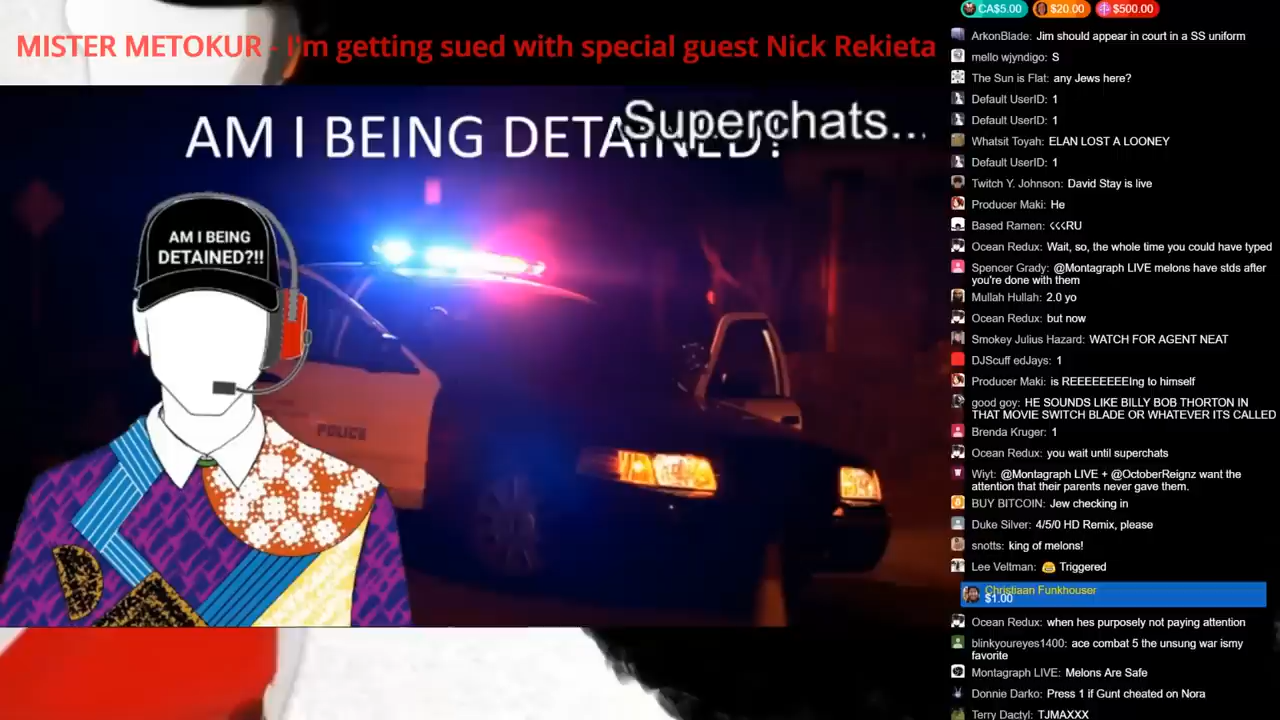 MISTER METOKUR - I'm getting sued with special guest Nick Rekieta
AM I BEING DETAINED?
Superchats...
AM I BEING
DETAINED?!!
POLICE
CA$5.00 $20.00 $500.00
ArkonBlade: Jim should appear in court in a SS uniform
mello wjyndigo: S
The Sun is Flat: any Jews here?
Default UserID: 1
Default UserID: 1
Whatsit Toyah: ELAN LOST A LOONEY
Default UserID: 1
Twitch Y. Johnson: David Stay is live
Producer Maki: He
Based Ramen: <<<RU
Ocean Redux: Wait, so, the whole time you could have typed
Spencer Grady: @Montagraph LIVE melons have stds after
you're done with them
Mullah Hullah: 2.0 yo
Ocean Redux: but now
Smokey Julius Hazard: WATCH FOR AGENT NEAT
DJScuff edJays: 1
Producer Maki: is REEEEEEEEIng to himself
good goy: HE SOUNDS LIKE BILLY BOB THORTON IN
THAT MOVIE SWITCH BLADE OR WHATEVER ITS CALLED
Brenda Kruger: 1
Ocean Redux: you wait until superchats
Wiyt: @Montagraph LIVE + @OctoberReignz want the
attention that their parents never gave them.
BUY BITCOIN: Jew checking in
Duke Silver: 4/5/0 HD Remix, please
snotts: king of melons!
Lee Veltman: 😂 Triggered
Christiaan Funkhouser
$1.00
Ocean Redux: when hes purposely not paying attention
blinkyoureyes1400: ace combat 5 the unsung war ismy
favorite
Montagraph LIVE: Melons Are Safe
Donnie Darko: Press 1 if Gunt cheated on Nora
Terry Dactyl: TJMAXXX